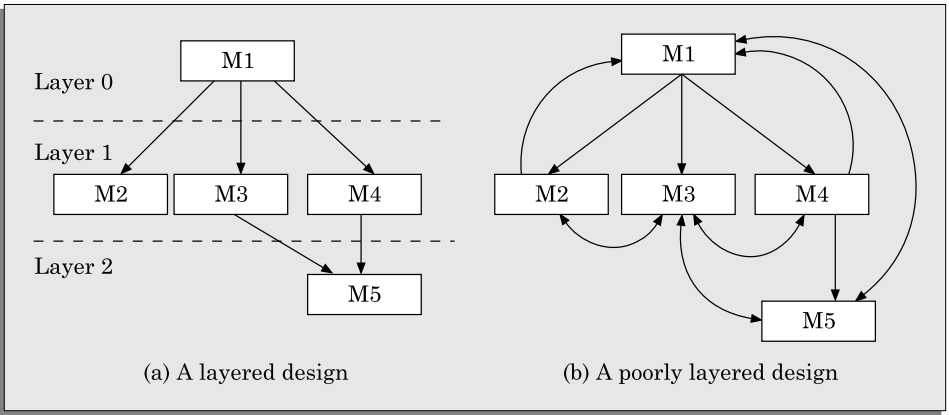 M1
Layer 0
Layer 1
M2
M3
M4
Layer 2
M5
(a) A layered design
M1
M2
M3
M4
M5
(b) A poorly layered design